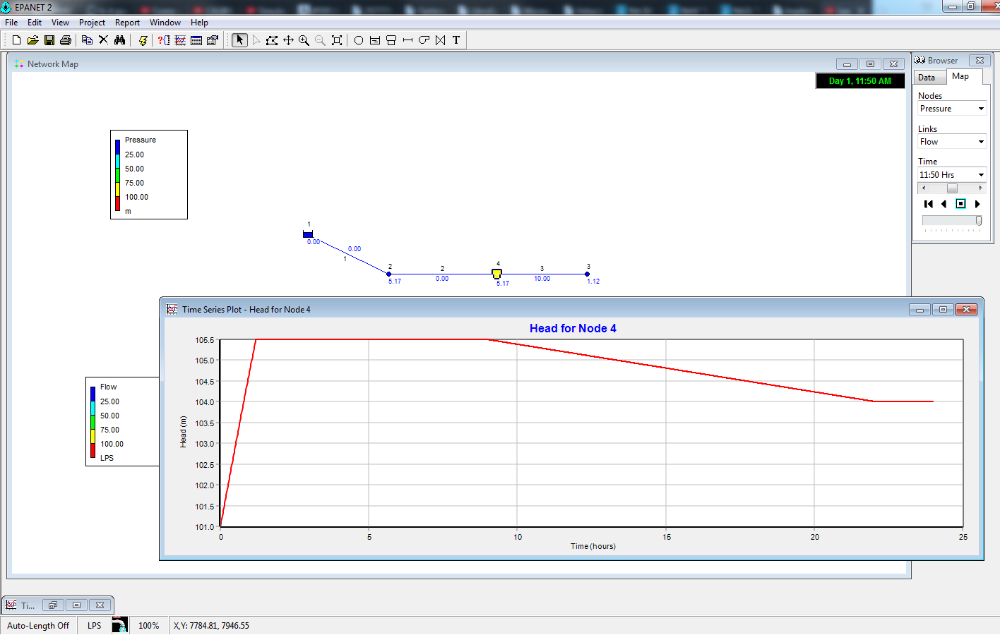 EPANET 2
File Edit View Project Report Window Help
Network Map
Day 1, 11:50 AM
Browser
Data Map
Nodes
Pressure
Links
Flow
Time
11:50 Hrs
Pressure
25.00
50.00
75.00
100.00
m
1
0.00
0.00
1
2
5.17
2
0.00
4
5.17
3
10.00
3
1.12
Flow
25.00
50.00
75.00
100.00
LPS
Time Series Plot - Head for Node 4
Head for Node 4
105.5
105.0
104.5
104.0
103.5
103.0
102.5
102.0
101.5
101.0
Head (m)
0 5 10 15 20 25
Time (hours)
Ti...
Auto-Length Off LPS 100% X,Y: 7784.81, 7946.55